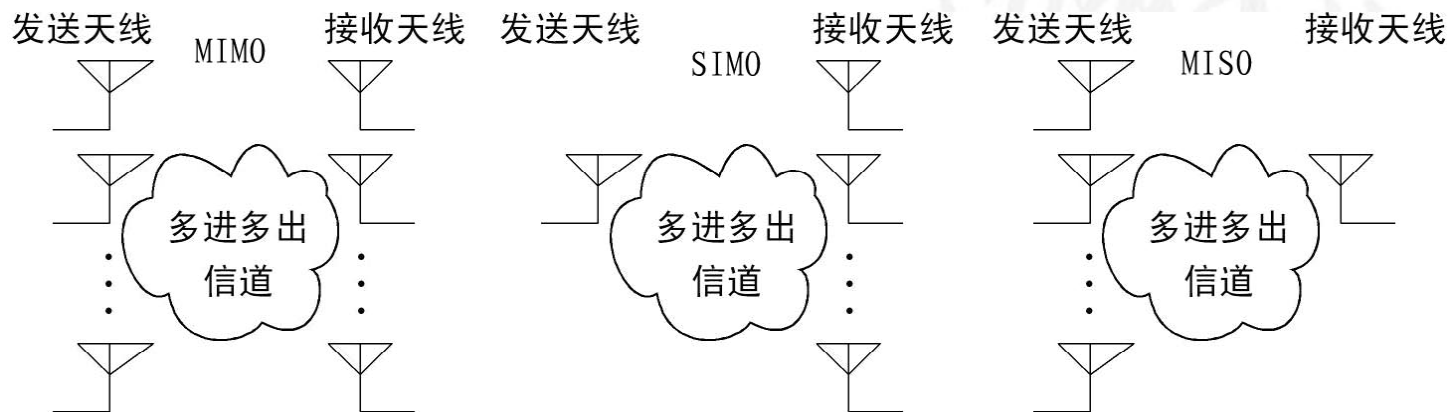 发送天线 MIMO 接收天线
多进多出
信道
发送天线 SIMO 接收天线
多进多出
信道
发送天线 MISO 接收天线
多进多出
信道